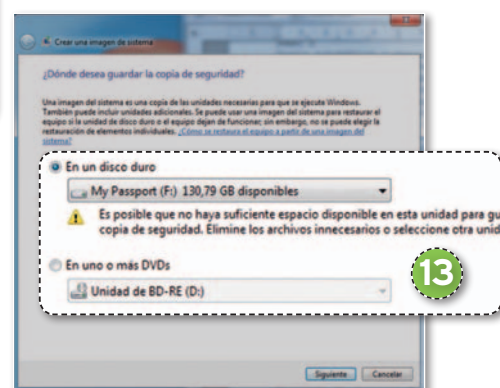 Crear una imagen de sistema
¿Dónde desea guardar la copia de seguridad?
Una imagen del sistema es una copia de las unidades necesarias para que se ejecute Windows.
También puede incluir unidades adicionales. Se puede usar una imagen del sistema para restaurar el
equipo si la unidad de disco duro o el equipo dejan de funcionar; sin embargo, no se puede elegir la
restauración de elementos individuales. ¿Cómo se restaura el equipo a partir de una imagen del
sistema?
En un disco duro
My Passport (F:) 130,79 GB disponibles
Es posible que no haya suficiente espacio disponible en esta unidad para gu
copia de seguridad. Elimine los archivos innecesarios o seleccione otra unid
En uno o más DVDs
13
Unidad de BD-RE (D:)
Siguiente Cancelar